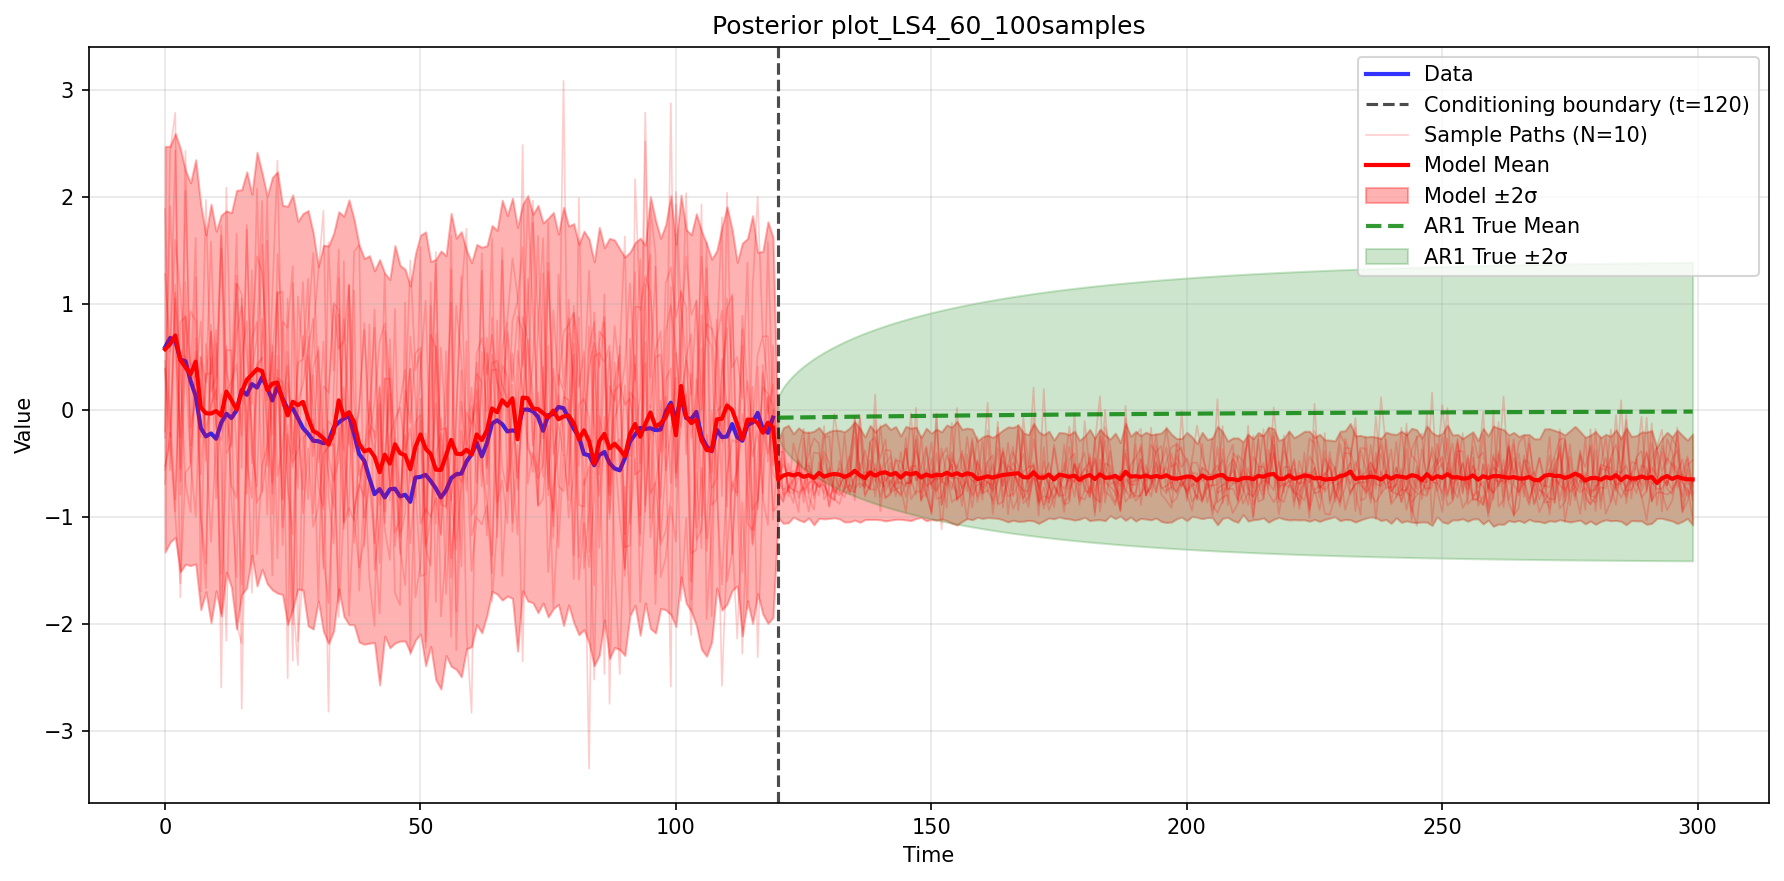 Posterior plot_LS4_60_100samples
Data
Conditioning boundary (t=120)
Sample Paths (N=10)
Model Mean
Model ±2σ
AR1 True Mean
AR1 True ±2σ
Value
3
2
1
0
−1
−2
−3
0
50
100
150
200
250
300
Time